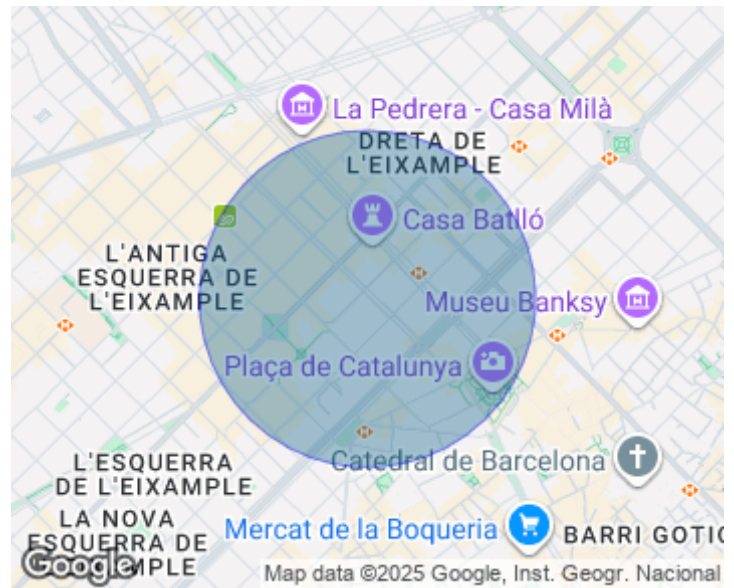 La Pedrera - Casa Milà
DRETA DE
L'EIXAMPLE
Casa Batlló
L'ANTIGA
ESQUERRA DE
L'EIXAMPLE
Museu Banksy
Plaça de Catalunya
Catedral de Barcelona
L'ESQUERRA
DE L'EIXAMPLE
LA NOVA
ESQUERRA DE
EIXAMPLE
Mercat de la Boqueria
BARRI GOTIC
Google
Map data ©2025 Google, Inst. Geogr. Nacional